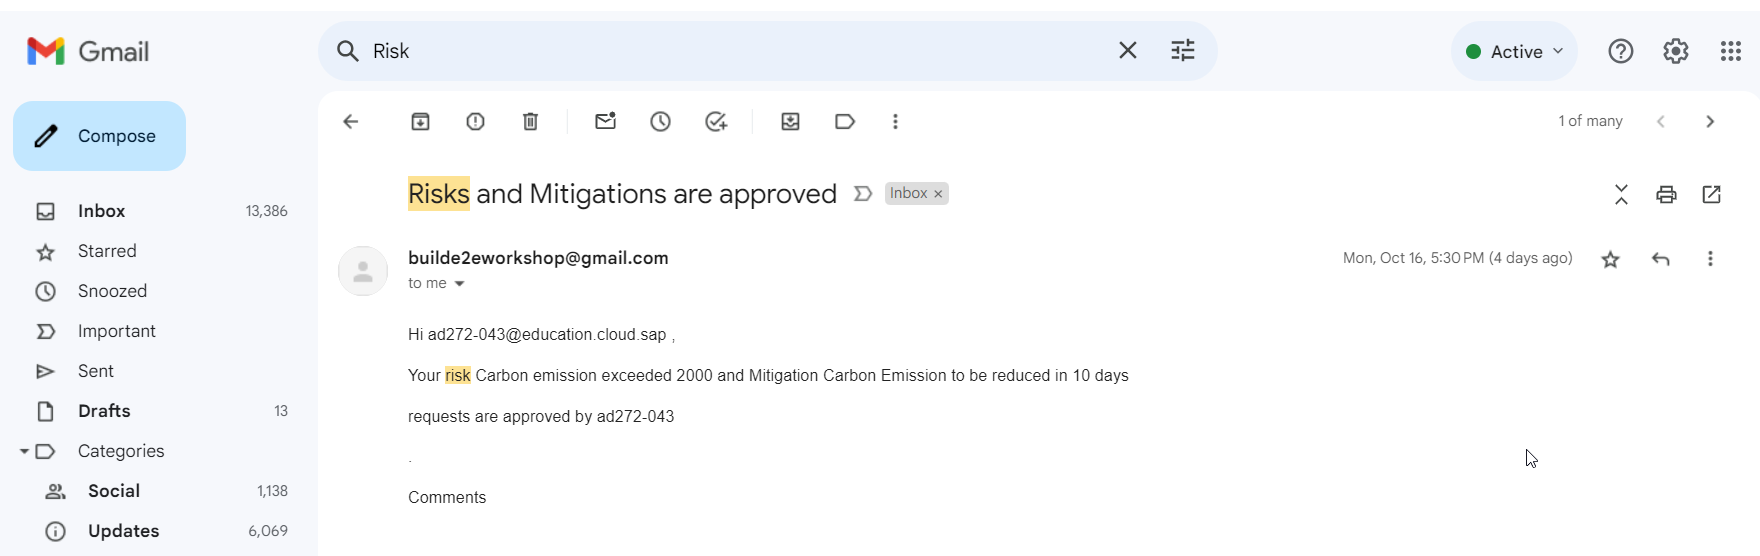 Gmail
Risk
Active
Compose
1 of many
Risks and Mitigations are approved
Inbox ×
Inbox 13,386
Starred
Snoozed
Important
Sent
Drafts 13
Categories
Social 1,138
Updates 6,069
builde2eworkshop@gmail.com
Mon, Oct 16, 5:30 PM (4 days ago)
to me
Hi ad272-043@education.cloud.sap ,
Your risk Carbon emission exceeded 2000 and Mitigation Carbon Emission to be reduced in 10 days
requests are approved by ad272-043
.
Comments